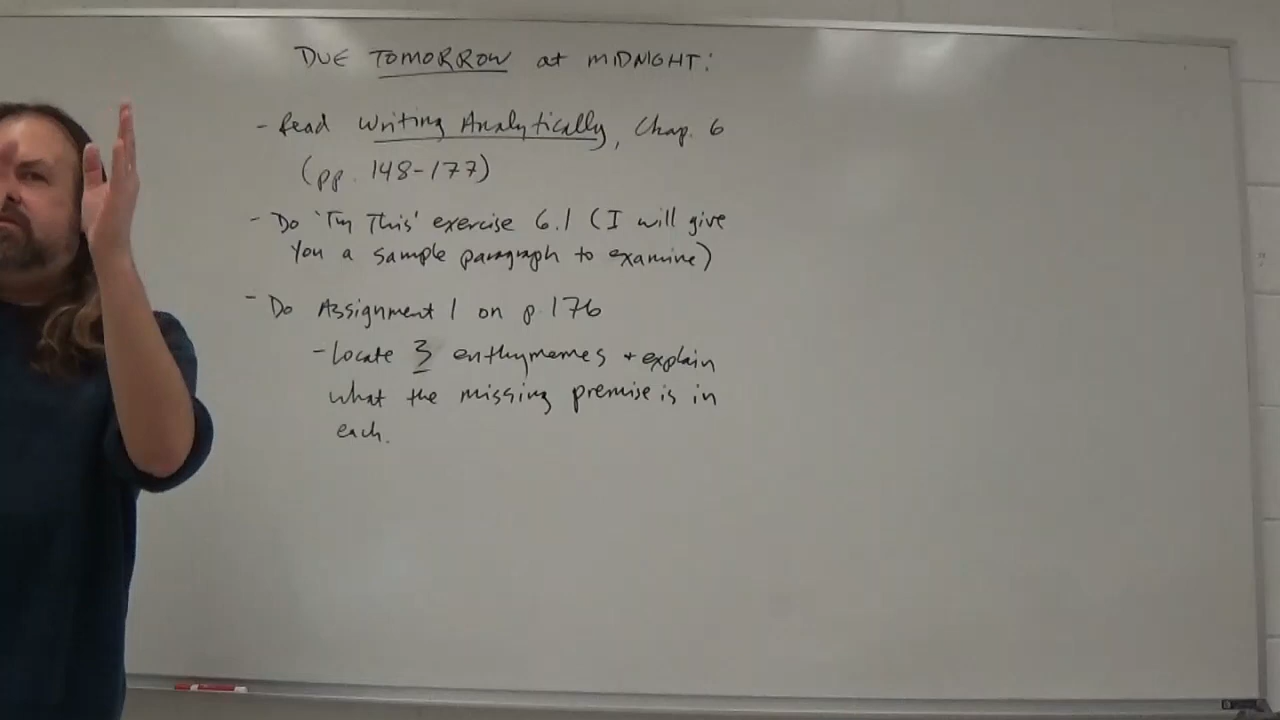 DUE TOMORROW at MIDNIGHT:
- Read Writing Analytically, Chap. 6
(pp. 148-177)
- Do 'Try This' exercise 6.1 (I will give
you a sample paragraph to examine)
- Do Assignment 1 on p. 176
- Locate 3 enthymemes + explain
what the missing premise is in
each.